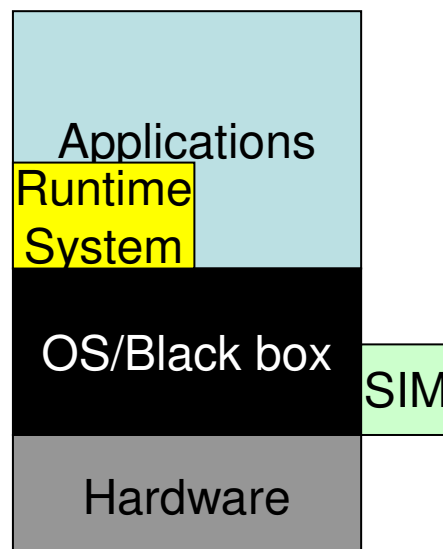 Applications
Runtime
System
OS/Black box
SIM
Hardware